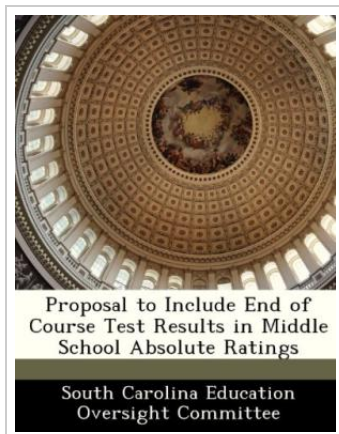 Proposal to Include End of
Course Test Results in Middle
School Absolute Ratings
South Carolina Education
Oversight Committee